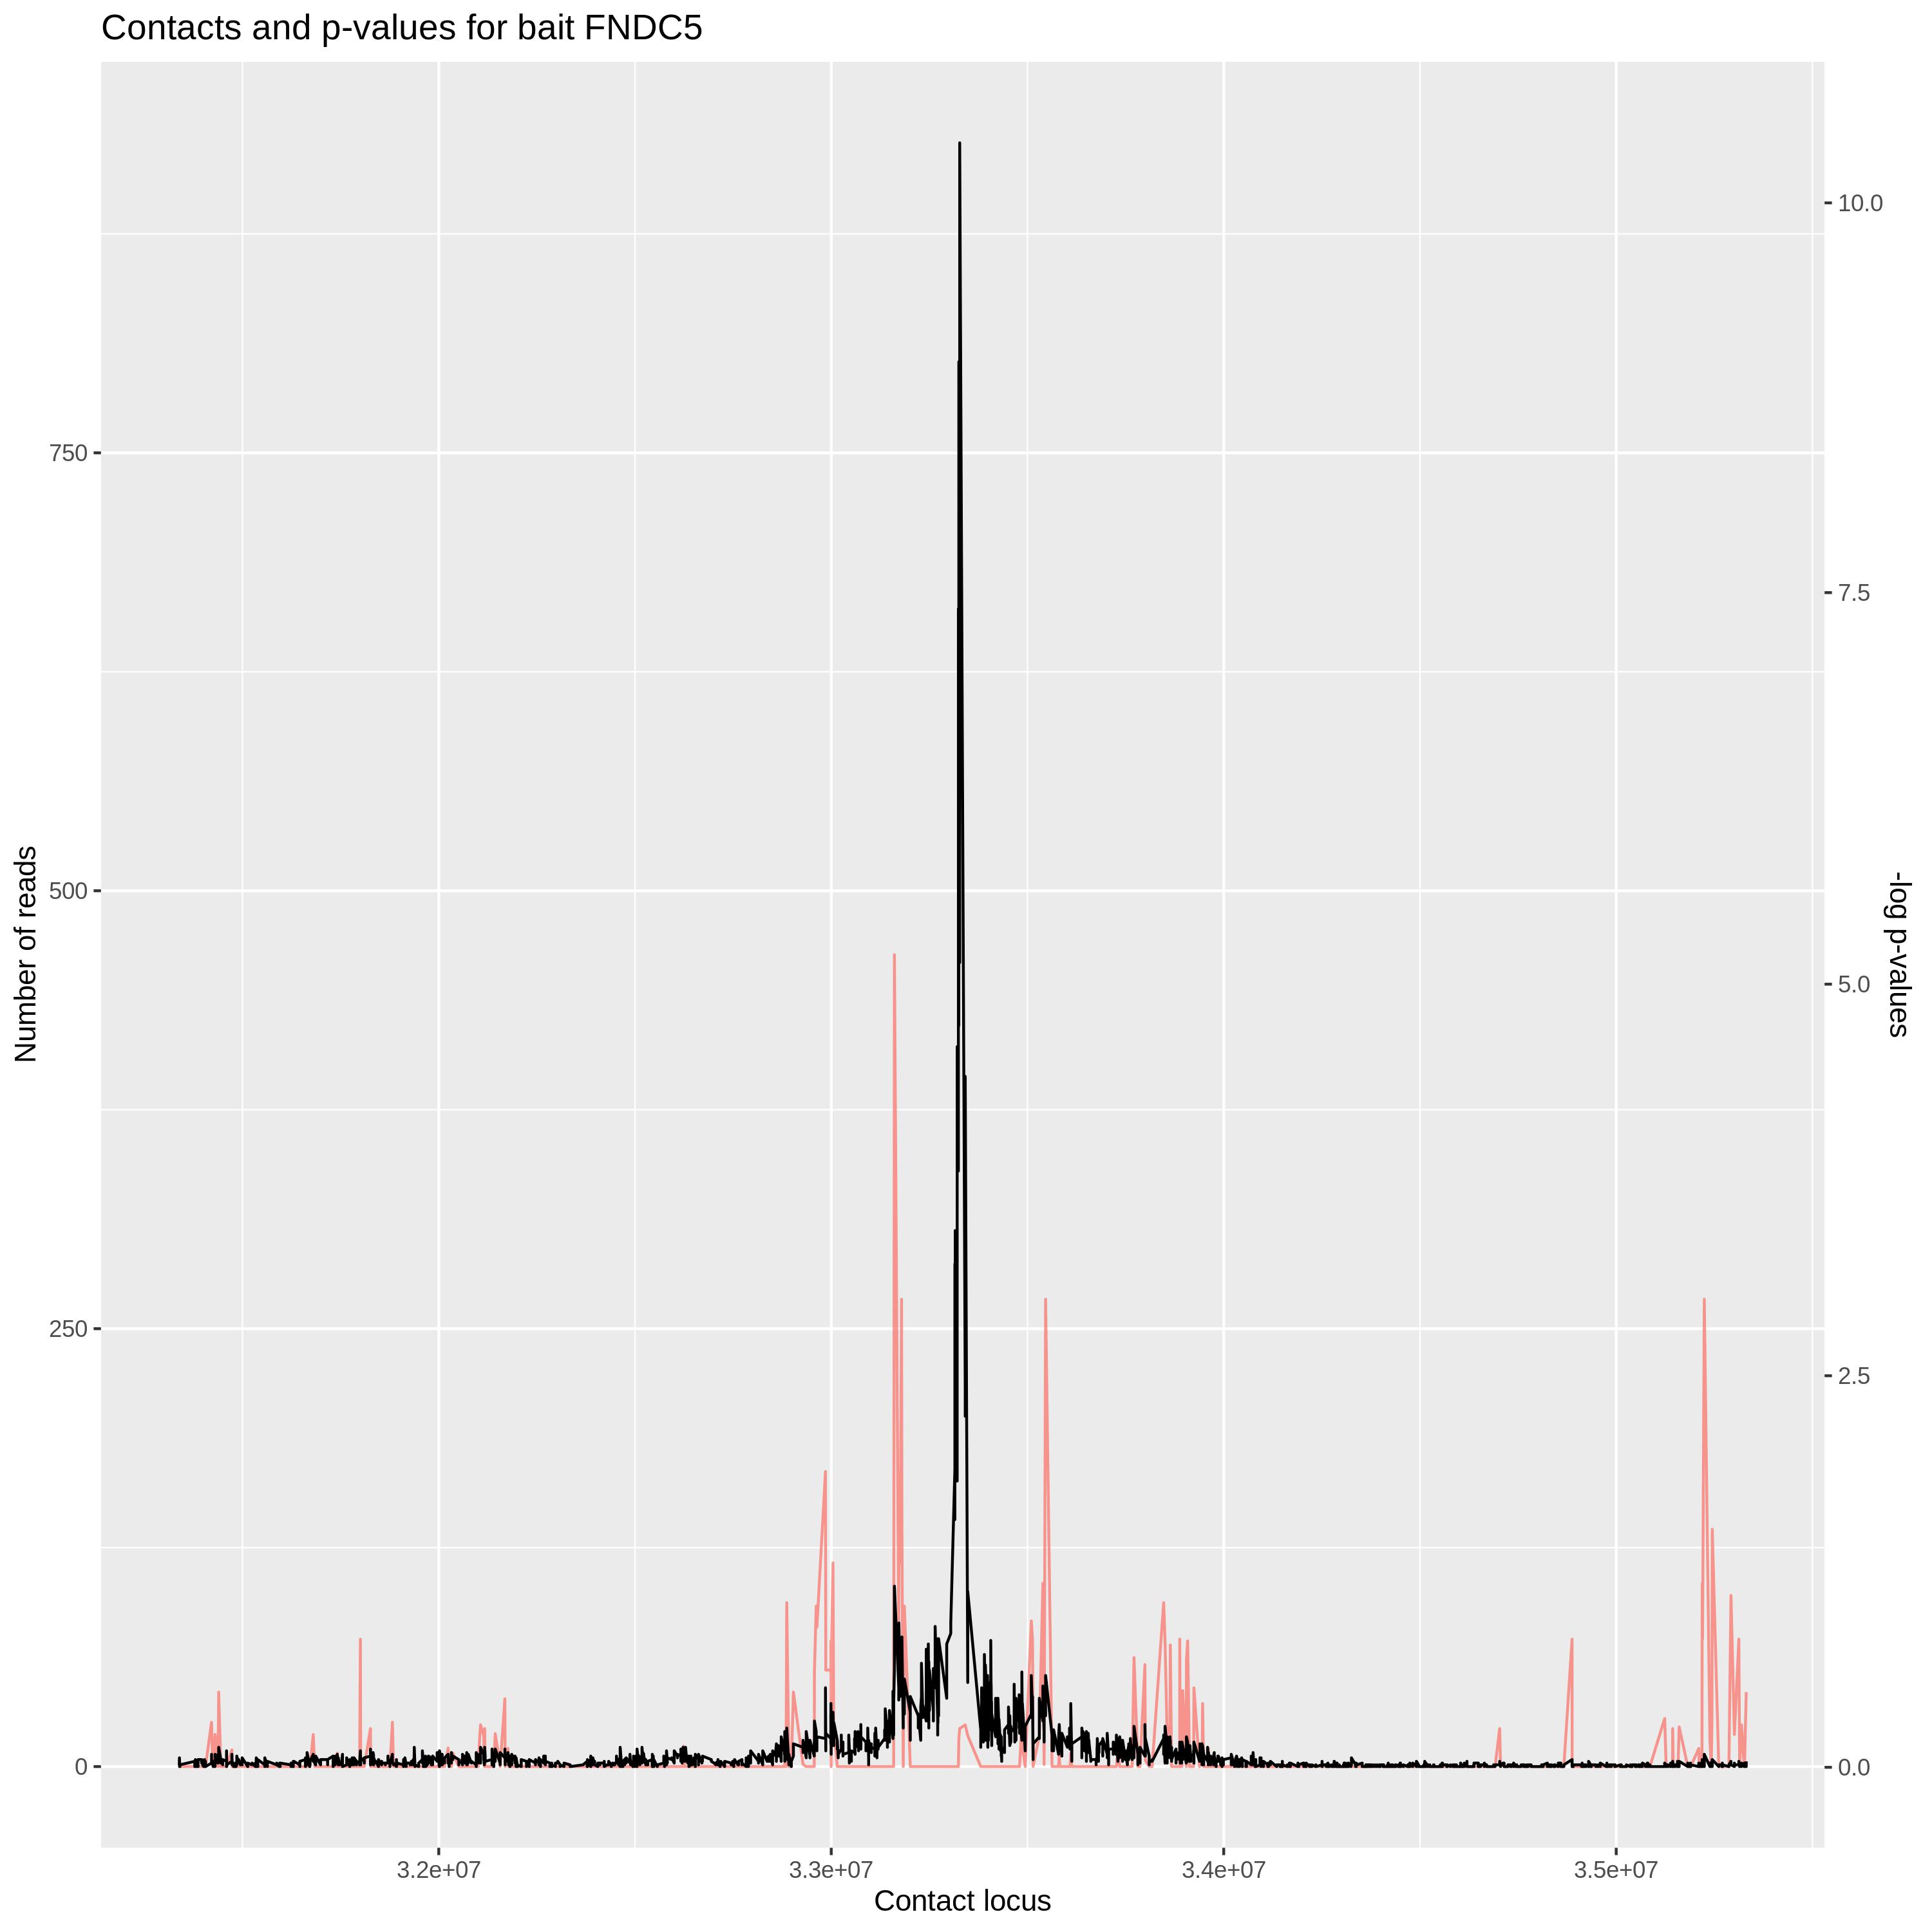 Contacts and p-values for bait FNDC5
Number of reads
750
500
250
0
10.0
7.5
5.0
2.5
0.0
-log p-values
3.2e+07 3.3e+07 3.4e+07 3.5e+07
Contact locus